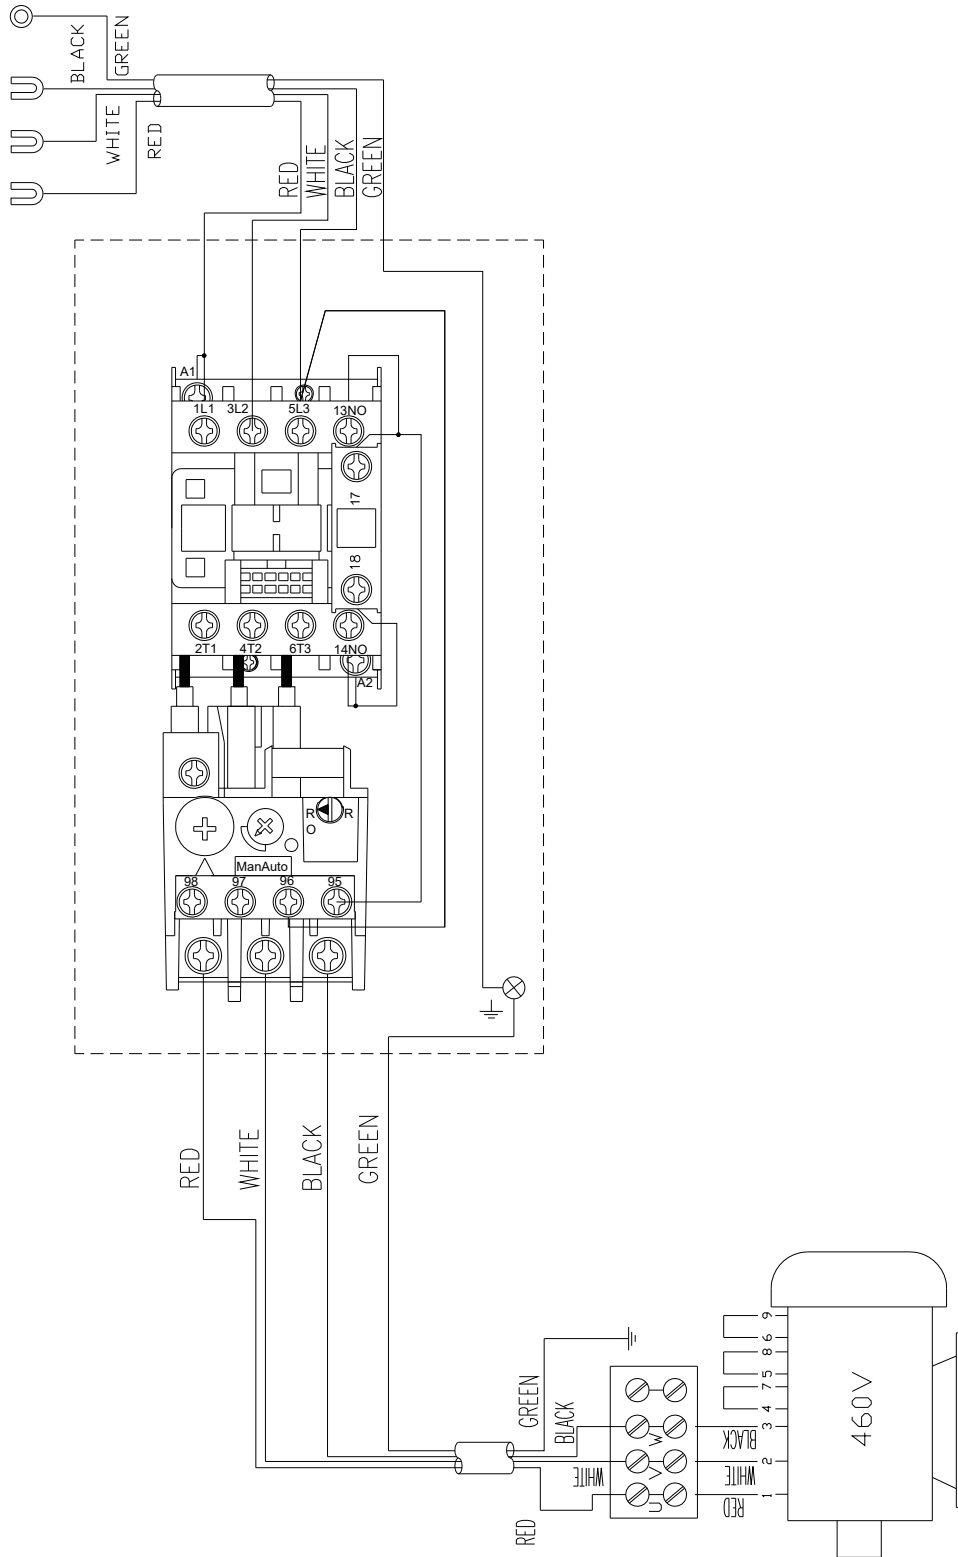 BLACK
GREEN
WHITE
RED
RED
WHITE
BLACK
GREEN
A1
1L1
3L2
5L3
13NO
17
18
2T1
4T2
6T3
14NO
A2
R
R
O
ManAuto
98
97
96
95
RED
WHITE
BLACK
GREEN
GREEN
BLACK
WHITE
RED
W
V
U
BLACK
WHITE
RED
9
6
8
5
7
4
3
2
1
460V